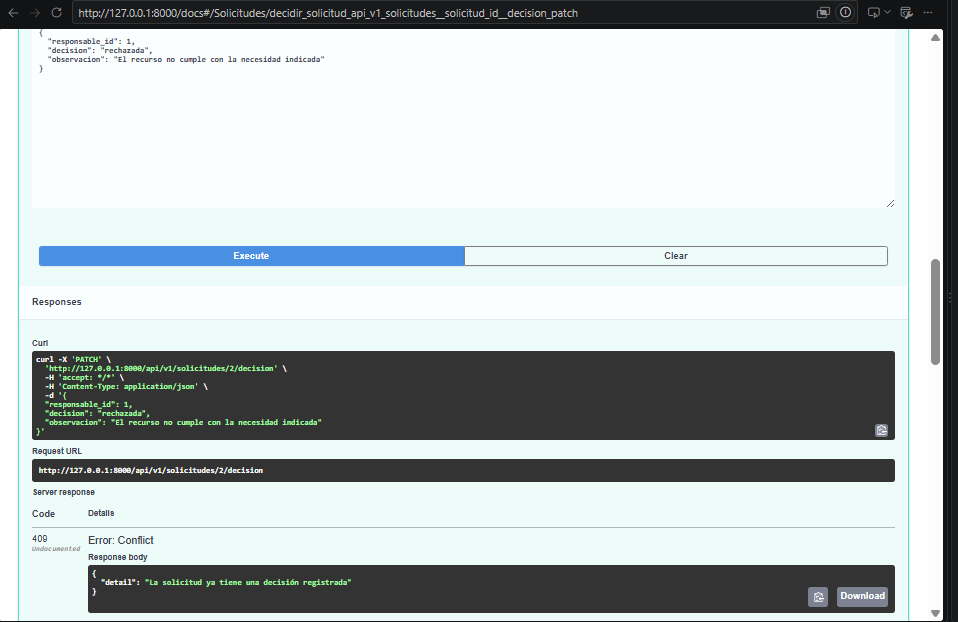 http://127.0.0.1:8000/docs#/Solicitudes/decidir_solicitud_api_v1_solicitudes__solicitud_id__decision_patch
{
  "responsable_id": 1,
  "decision": "rechazada",
  "observacion": "El recurso no cumple con la necesidad indicada"
}
Execute
Clear
Responses
Curl
curl -X 'PATCH' \
  'http://127.0.0.1:8000/api/v1/solicitudes/2/decision' \
  -H 'accept: */*' \
  -H 'Content-Type: application/json' \
  -d '{
  "responsable_id": 1,
  "decision": "rechazada",
  "observacion": "El recurso no cumple con la necesidad indicada"
}'
Request URL
http://127.0.0.1:8000/api/v1/solicitudes/2/decision
Server response
Code
Details
409
Undocumented
Error: Conflict
Response body
{
  "detail": "La solicitud ya tiene una decisión registrada"
}
Download